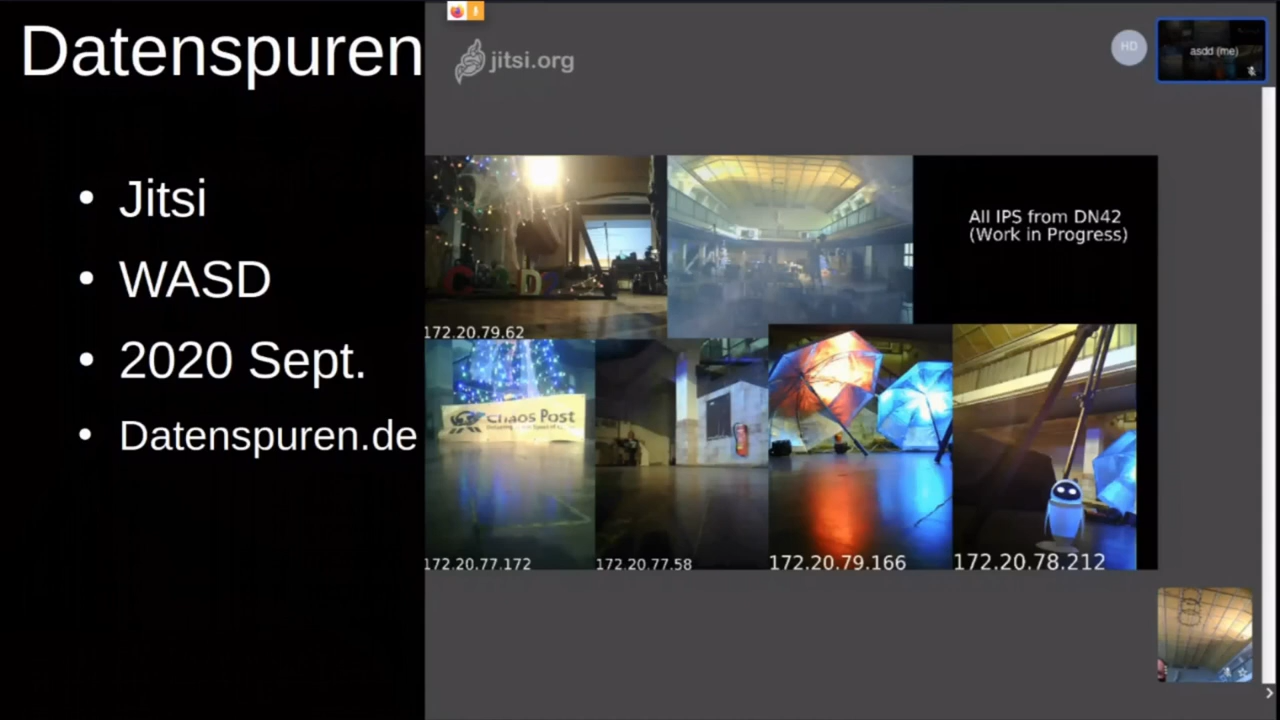 Datenspuren
• Jitsi
• WASD
• 2020 Sept.
• Datenspuren.de
jitsi.org
HD
asdd (me)
All IPS from DN42
(Work in Progress)
172.20.79.62
Chaos Post
172.20.77.172
172.20.77.58
172.20.79.166
172.20.78.212